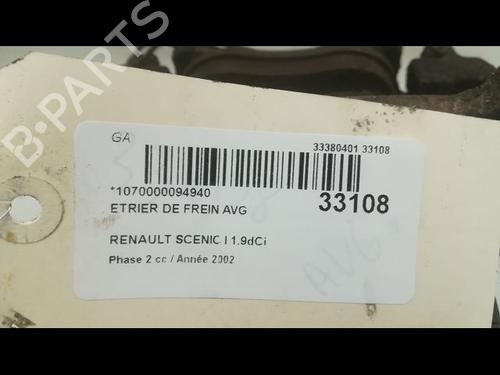 B-PARTS
GA
33380401 33108
*1070000094940
33108
ETRIER DE FREIN AVG
RENAULT SCENIC I 1.9dCi
Phase 2 cc / Année 2002
AVG